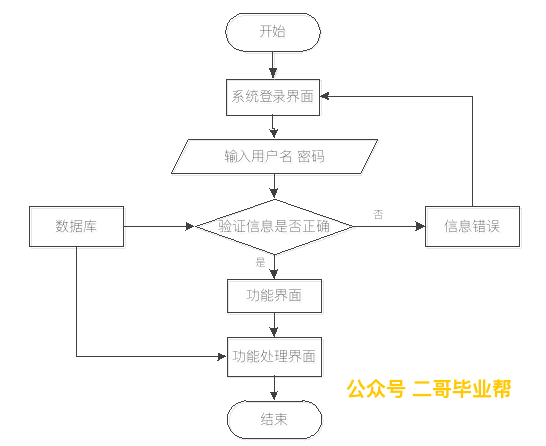 开始
系统登录界面
输入用户名 密码
数据库
验证信息是否正确
否
信息错误
是
功能界面
功能处理界面
公众号 二哥毕业帮
结束